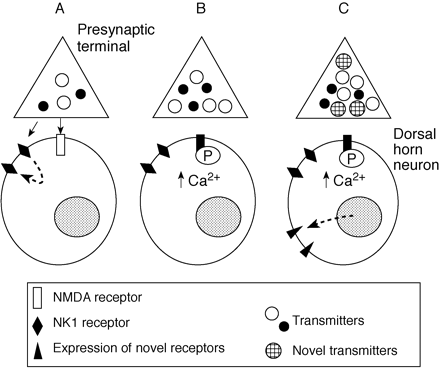 A B C
Presynaptic
terminal
Dorsal
horn
neuron
P P
Ca2+ Ca2+
NMDA receptor
NK1 receptor
Expression of novel receptors
Transmitters
Novel transmitters